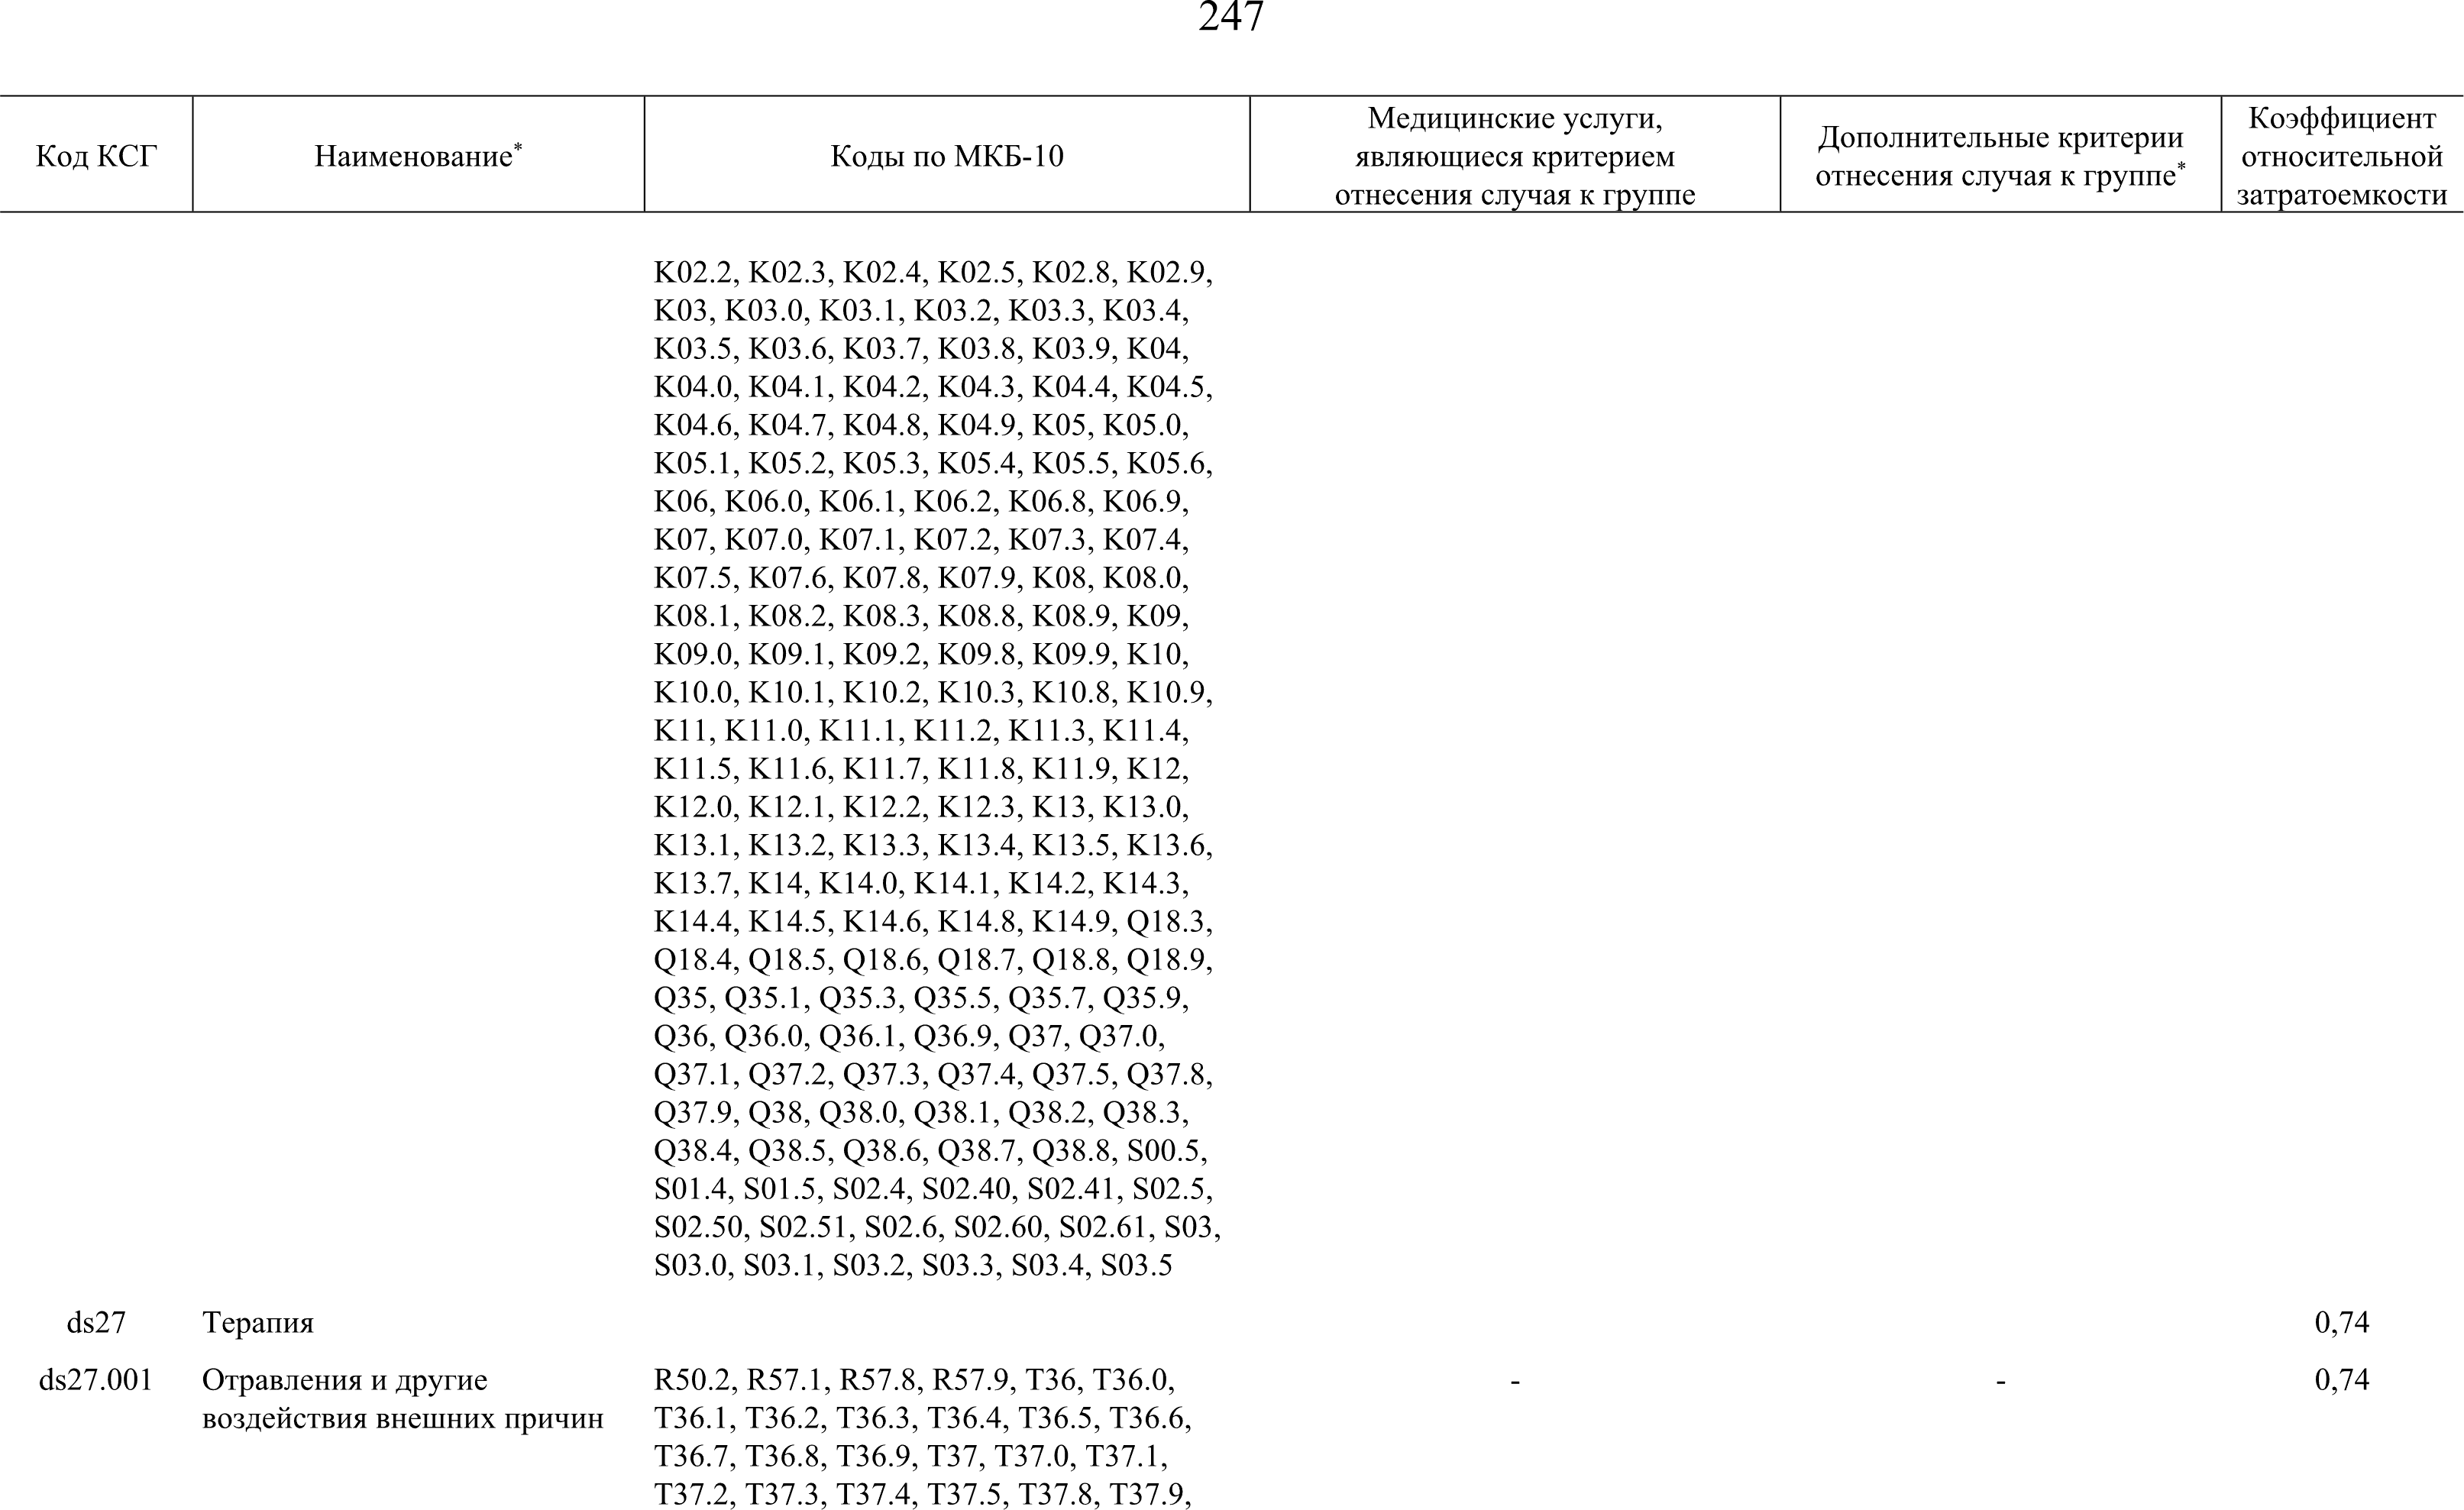 247
Код КСГ
Наименование*
Коды по МКБ-10
Медицинские услуги,
являющиеся критерием
отнесения случая к группе
Дополнительные критерии
отнесения случая к группе*
Коэффициент
относительной
затратоемкости
K02.2, K02.3, K02.4, K02.5, K02.8, K02.9,
K03, K03.0, K03.1, K03.2, K03.3, K03.4,
K03.5, K03.6, K03.7, K03.8, K03.9, K04,
K04.0, K04.1, K04.2, K04.3, K04.4, K04.5,
K04.6, K04.7, K04.8, K04.9, K05, K05.0,
K05.1, K05.2, K05.3, K05.4, K05.5, K05.6,
K06, K06.0, K06.1, K06.2, K06.8, K06.9,
K07, K07.0, K07.1, K07.2, K07.3, K07.4,
K07.5, K07.6, K07.8, K07.9, K08, K08.0,
K08.1, K08.2, K08.3, K08.8, K08.9, K09,
K09.0, K09.1, K09.2, K09.8, K09.9, K10,
K10.0, K10.1, K10.2, K10.3, K10.8, K10.9,
K11, K11.0, K11.1, K11.2, K11.3, K11.4,
K11.5, K11.6, K11.7, K11.8, K11.9, K12,
K12.0, K12.1, K12.2, K12.3, K13, K13.0,
K13.1, K13.2, K13.3, K13.4, K13.5, K13.6,
K13.7, K14, K14.0, K14.1, K14.2, K14.3,
K14.4, K14.5, K14.6, K14.8, K14.9, Q18.3,
Q18.4, Q18.5, Q18.6, Q18.7, Q18.8, Q18.9,
Q35, Q35.1, Q35.3, Q35.5, Q35.7, Q35.9,
Q36, Q36.0, Q36.1, Q36.9, Q37, Q37.0,
Q37.1, Q37.2, Q37.3, Q37.4, Q37.5, Q37.8,
Q37.9, Q38, Q38.0, Q38.1, Q38.2, Q38.3,
Q38.4, Q38.5, Q38.6, Q38.7, Q38.8, S00.5,
S01.4, S01.5, S02.4, S02.40, S02.41, S02.5,
S02.50, S02.51, S02.6, S02.60, S02.61, S03,
S03.0, S03.1, S03.2, S03.3, S03.4, S03.5
ds27 Терапия 0,74
ds27.001 Отравления и другие R50.2, R57.1, R57.8, R57.9, T36, T36.0, - - 0,74
воздействия внешних причин T36.1, T36.2, T36.3, T36.4, T36.5, T36.6,
T36.7, T36.8, T36.9, T37, T37.0, T37.1,
T37.2, T37.3, T37.4, T37.5, T37.8, T37.9,